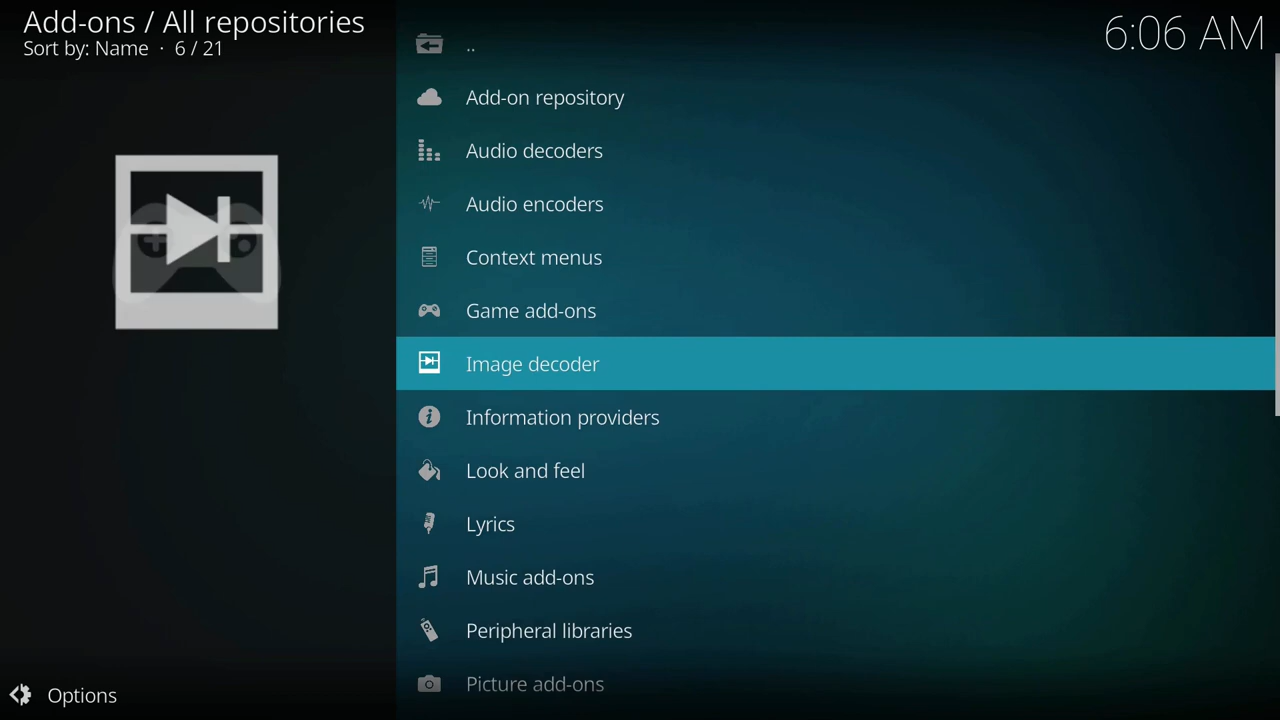 Add-ons / All repositories
Sort by: Name · 6 / 21
6:06 AM
..
Add-on repository
Audio decoders
Audio encoders
Context menus
Game add-ons
Image decoder
Information providers
Look and feel
Lyrics
Music add-ons
Peripheral libraries
Picture add-ons
Options